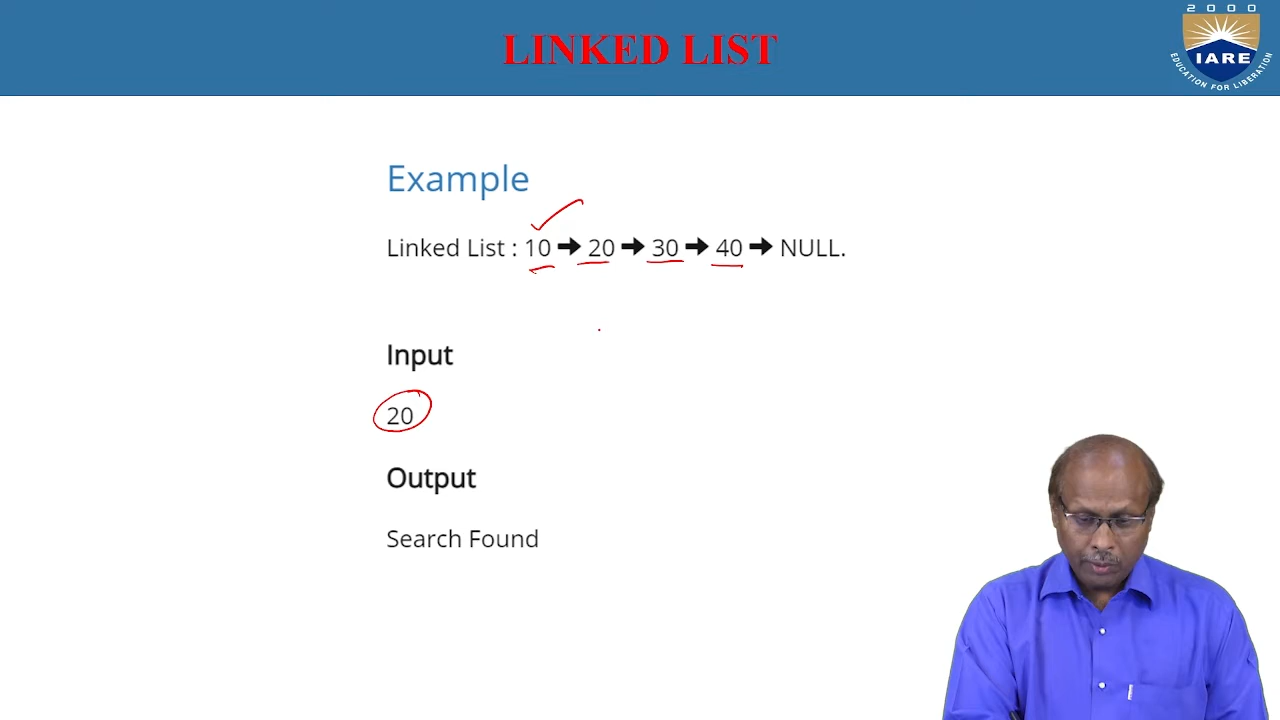 LINKED LIST
2000
IARE
EDUCATION FOR LIBERATION
Example
Linked List : 10 🡆 20 🡆 30 🡆 40 🡆 NULL.
Input
20
Output
Search Found